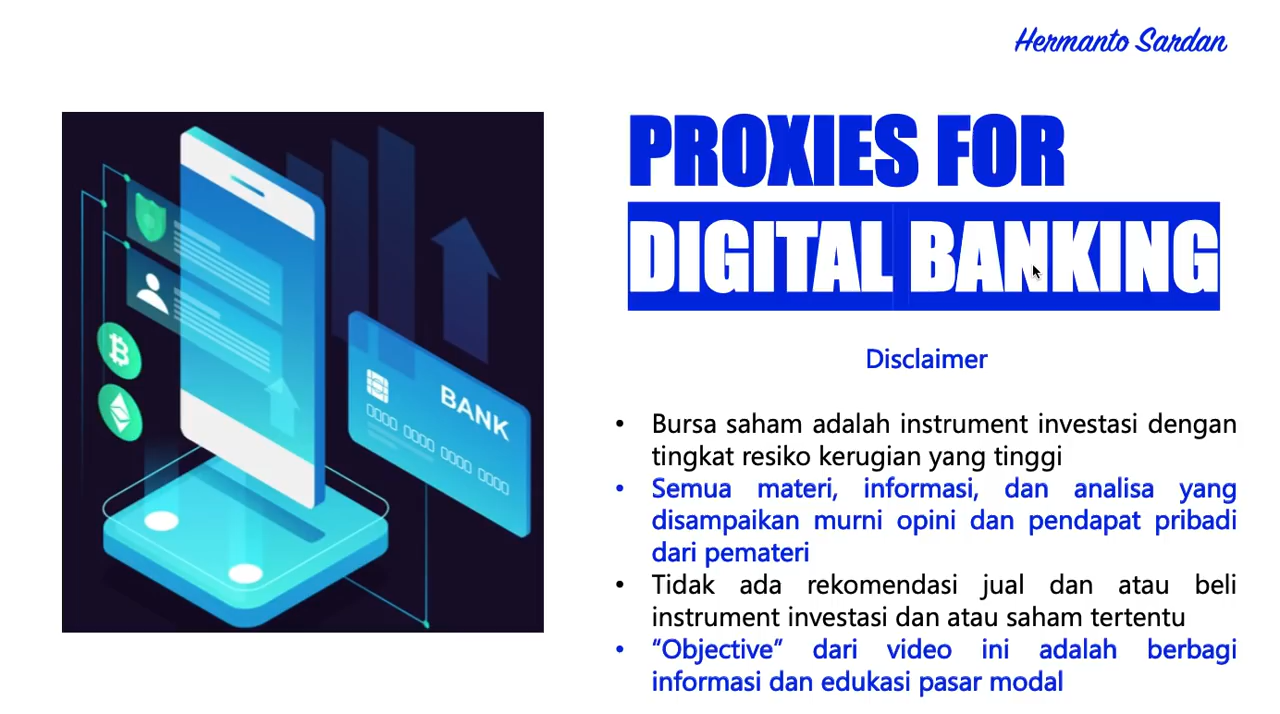 Hermanto Sardan
PROXIES FOR
DIGITAL BANKING
BANK
Disclaimer
• Bursa saham adalah instrument investasi dengan
tingkat resiko kerugian yang tinggi
• Semua materi, informasi, dan analisa yang
disampaikan murni opini dan pendapat pribadi
dari pemateri
• Tidak ada rekomendasi jual dan atau beli
instrument investasi dan atau saham tertentu
• “Objective” dari video ini adalah berbagi
informasi dan edukasi pasar modal